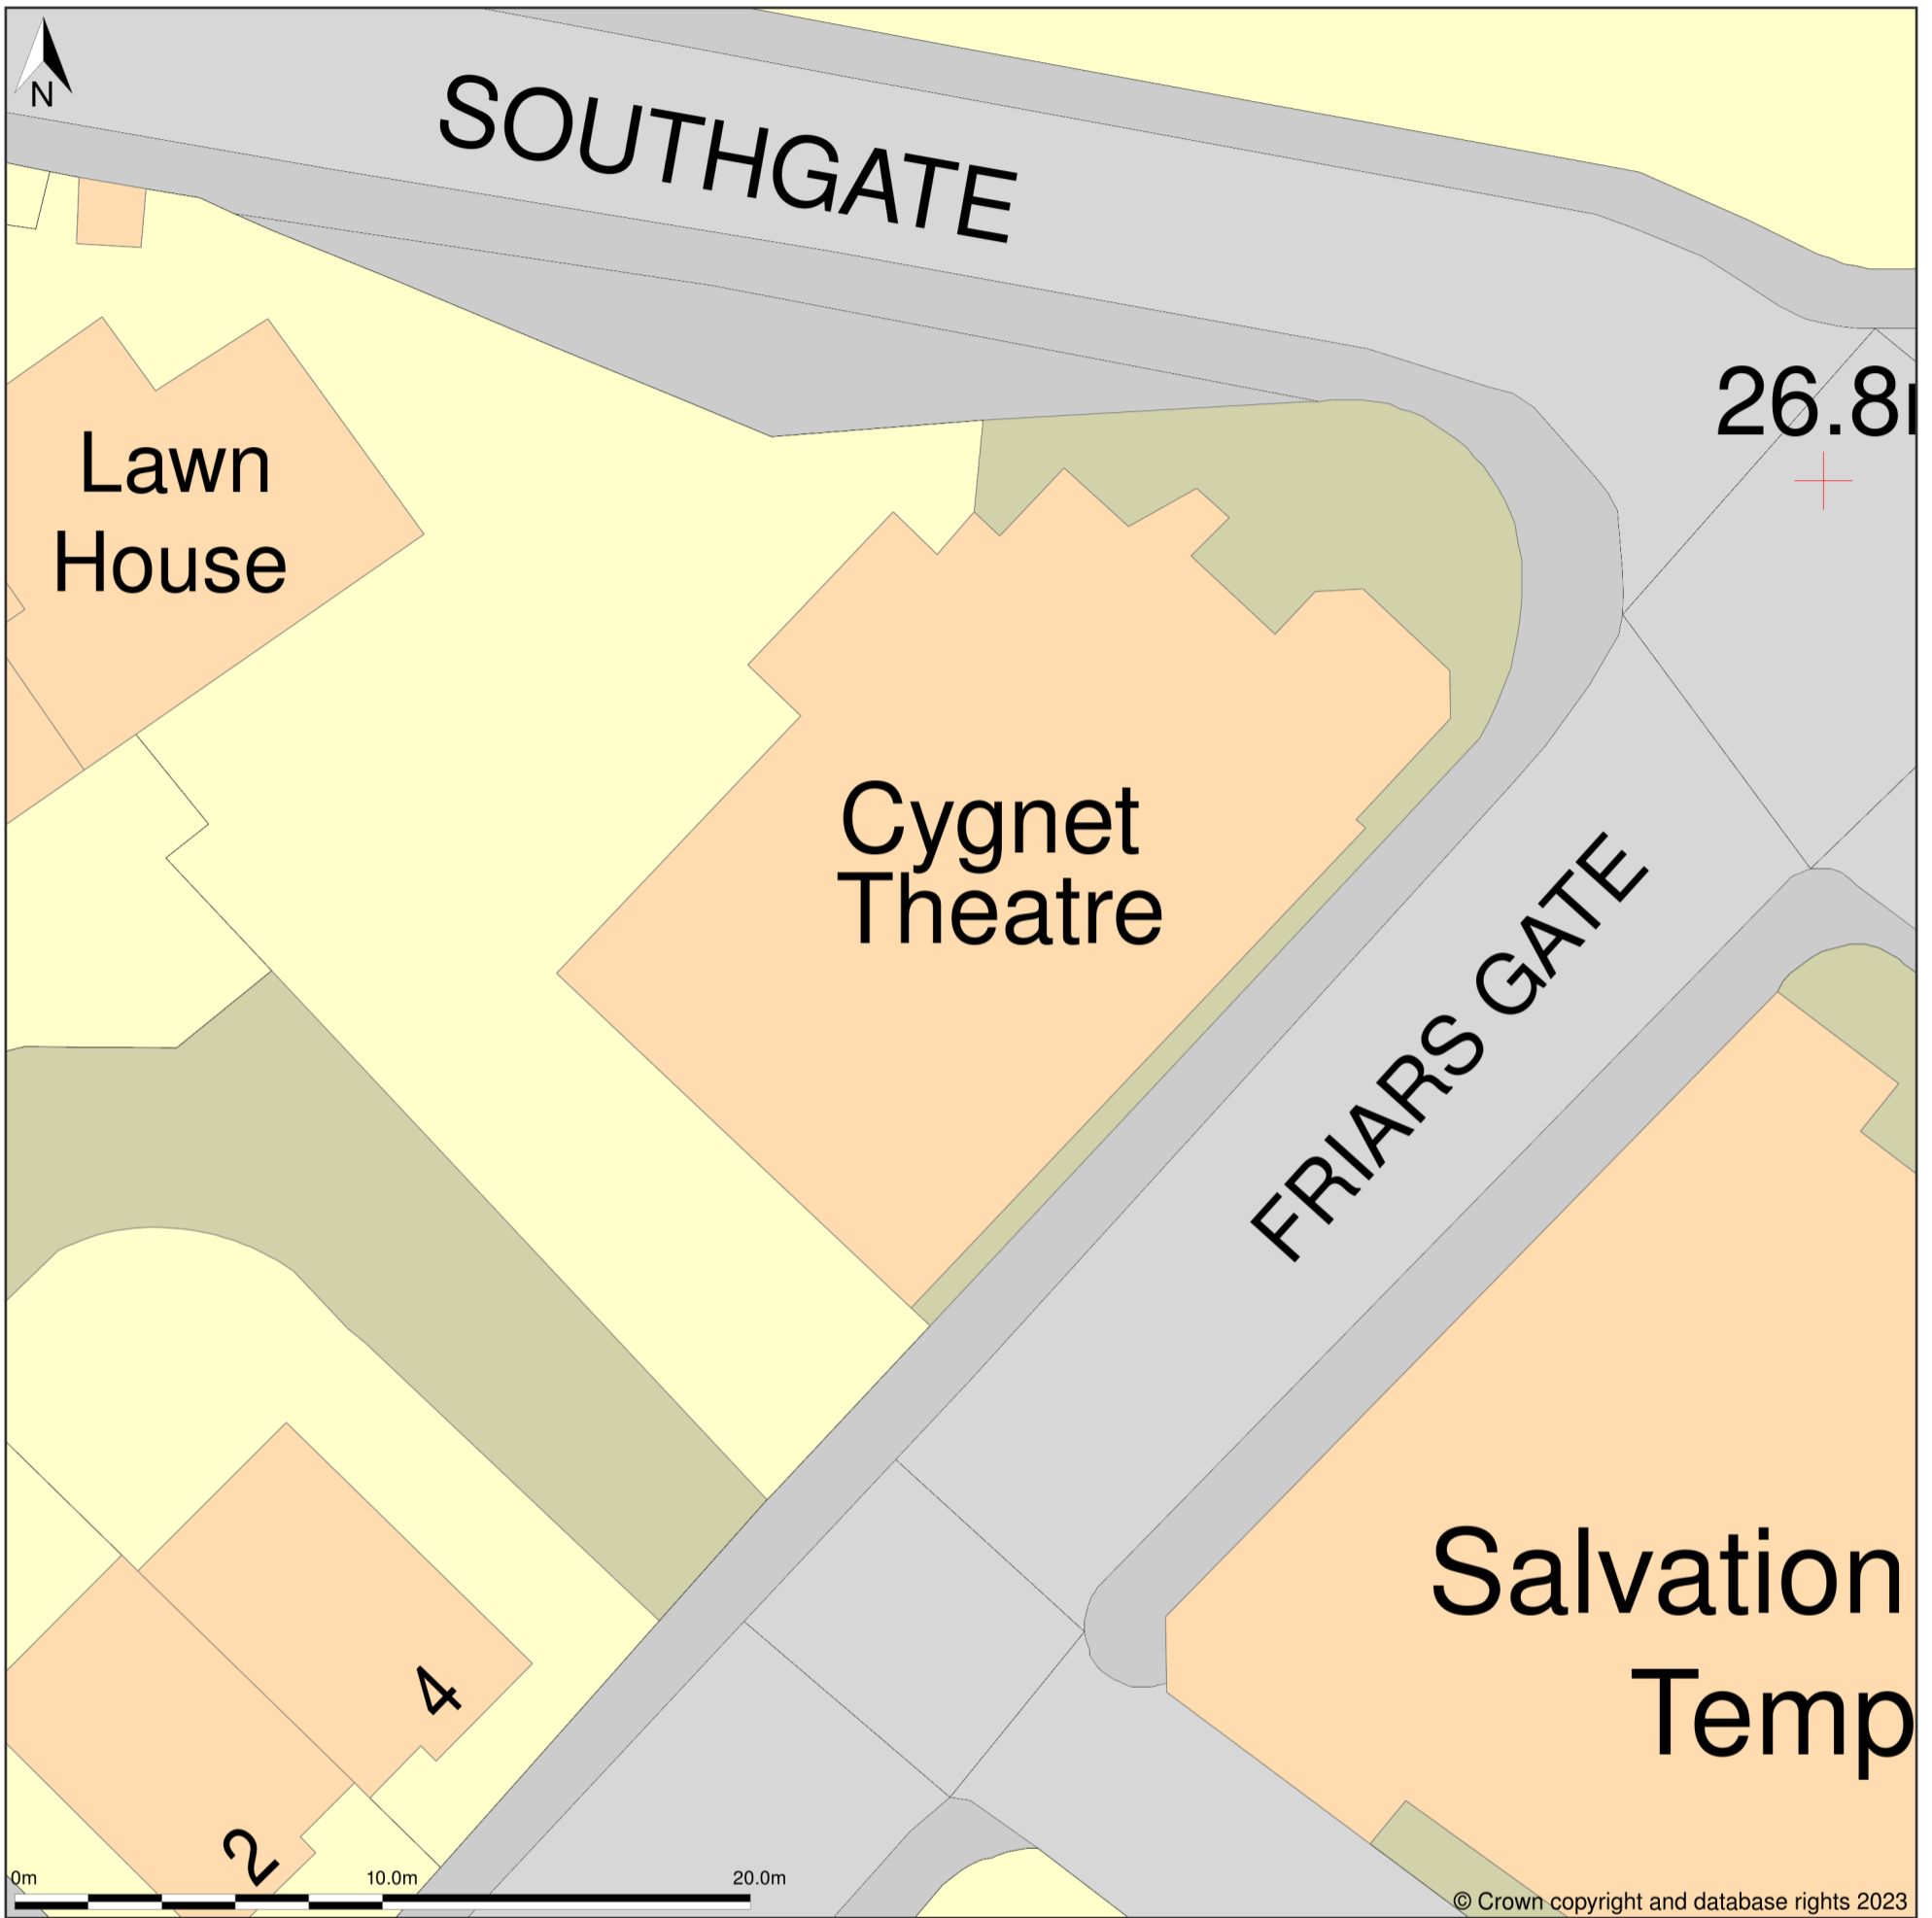 N
SOUTHGATE
26.8
Lawn
House
Cygnet
Theatre
FRIARS GATE
Salvation
Temp
4
2
0m 10.0m 20.0m
© Crown copyright and database rights 2023